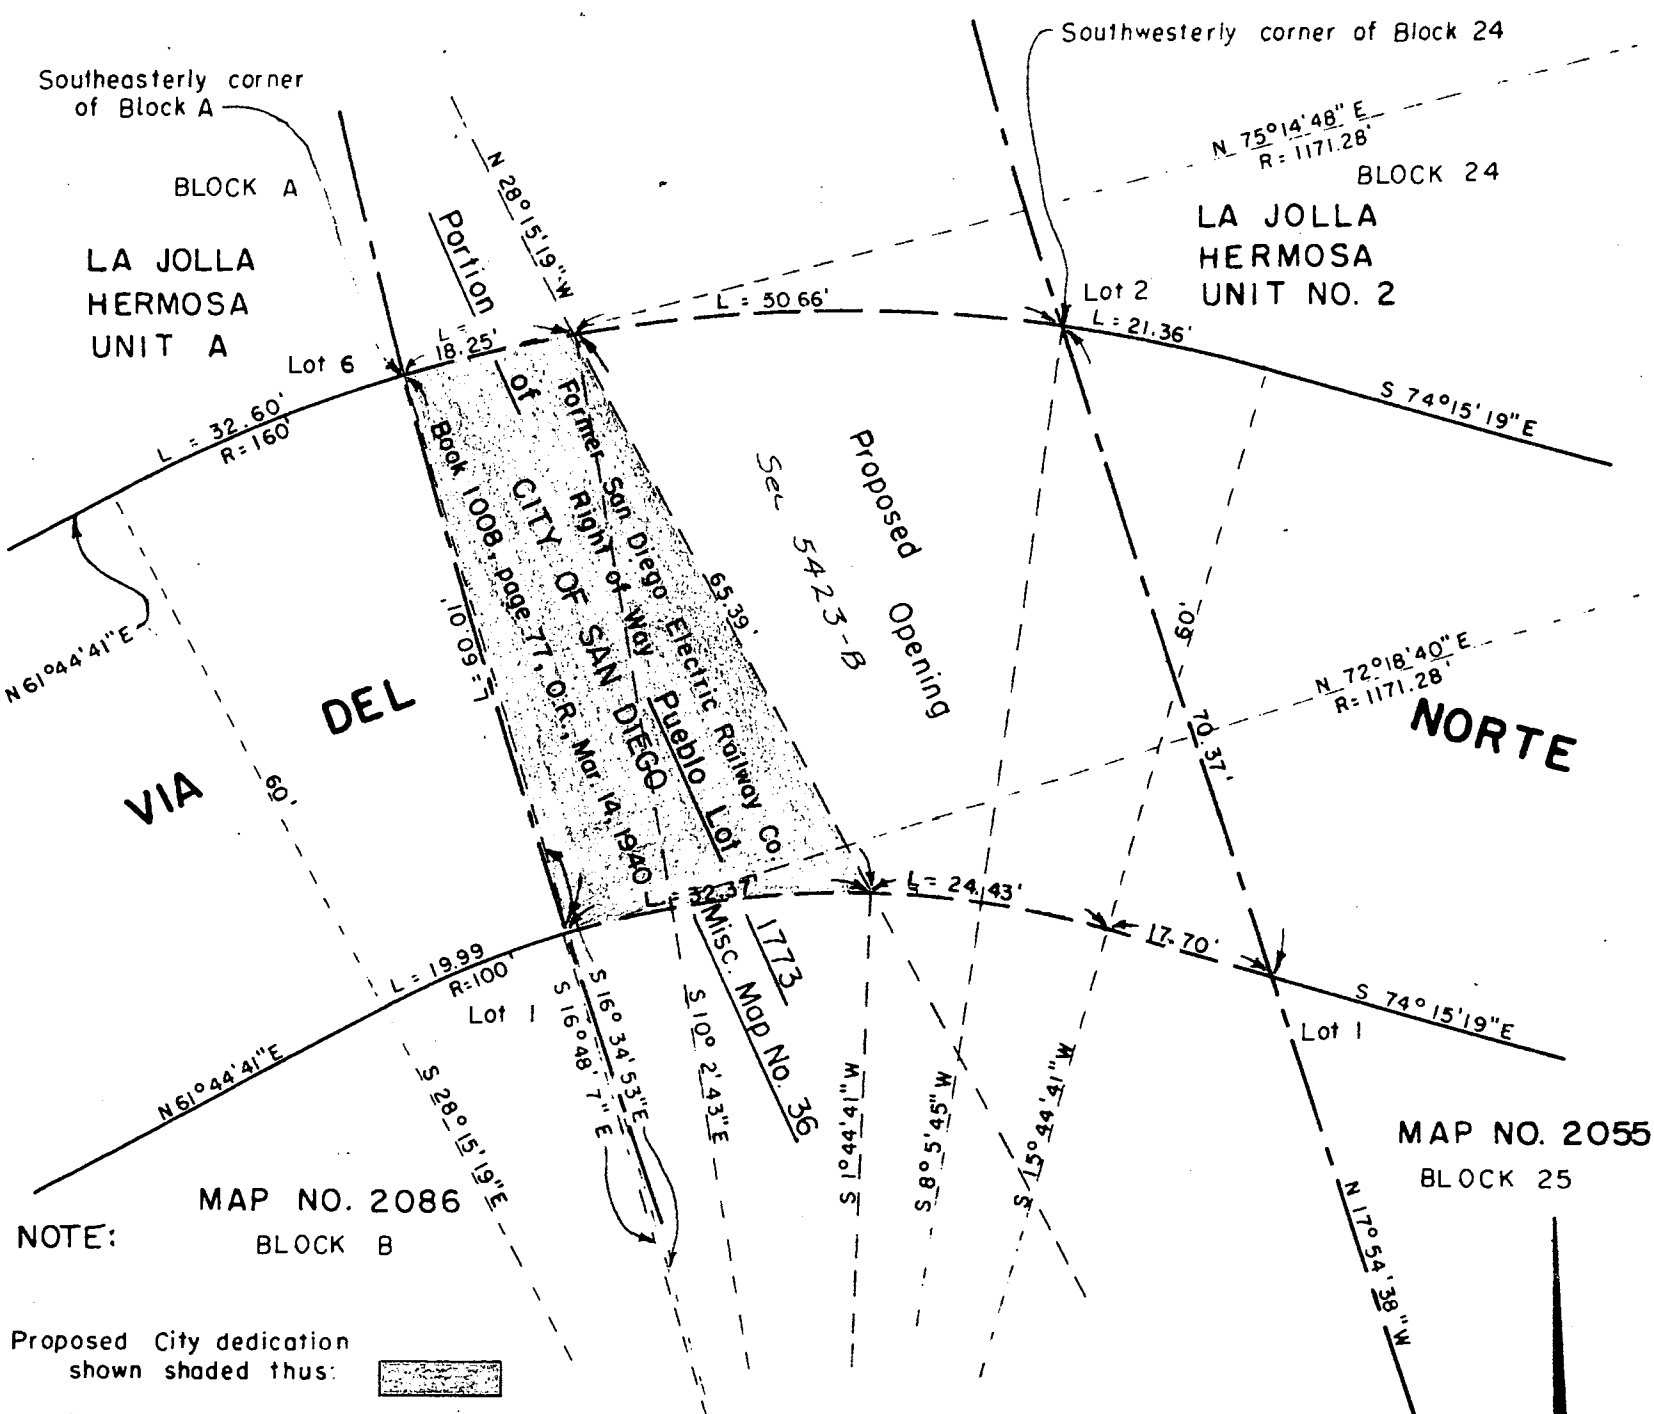 Southwesterly corner of Block 24
Southeasterly corner
of Block A
BLOCK A
LA JOLLA
HERMOSA
UNIT A
Lot 6
Portion
of
N 28°15'19" W
N 75°14'48" E
R = 1171.28'
BLOCK 24
LA JOLLA
HERMOSA
UNIT NO. 2
Lot 2
L = 18.25'
L = 50.66'
L = 21.36'
S 74°15'19" E
L = 32.60'
R = 160'
N 61°44'41" E
Book 1008, page 77, O.R., Mar. 14, 1940
CITY OF SAN DIEGO
Former San Diego Electric Railway Co.
Right of Way
Pueblo Lot
1773
Misc. Map No. 36
L = 60.10'
65.39'
Proposed Opening
See 5423-B
60'
70.37'
N 72°18'40" E
R = 1171.28'
VIA DEL NORTE
60'
L = 32.37'
L = 24.43'
17.70'
L = 19.99
R = 100'
Lot 1
N 61°44'41" E
S 28°15'19" E
S 16°48'7" E
S 16°34'53" E
S 10°2'43" E
S 1°44'41" W
S 8°5'45" W
S 15°44'41" W
S 74°15'19" E
Lot 1
N 17°54'38" W
MAP NO. 2055
BLOCK 25
MAP NO. 2086
BLOCK B
NOTE:
Proposed City dedication
shown shaded thus: